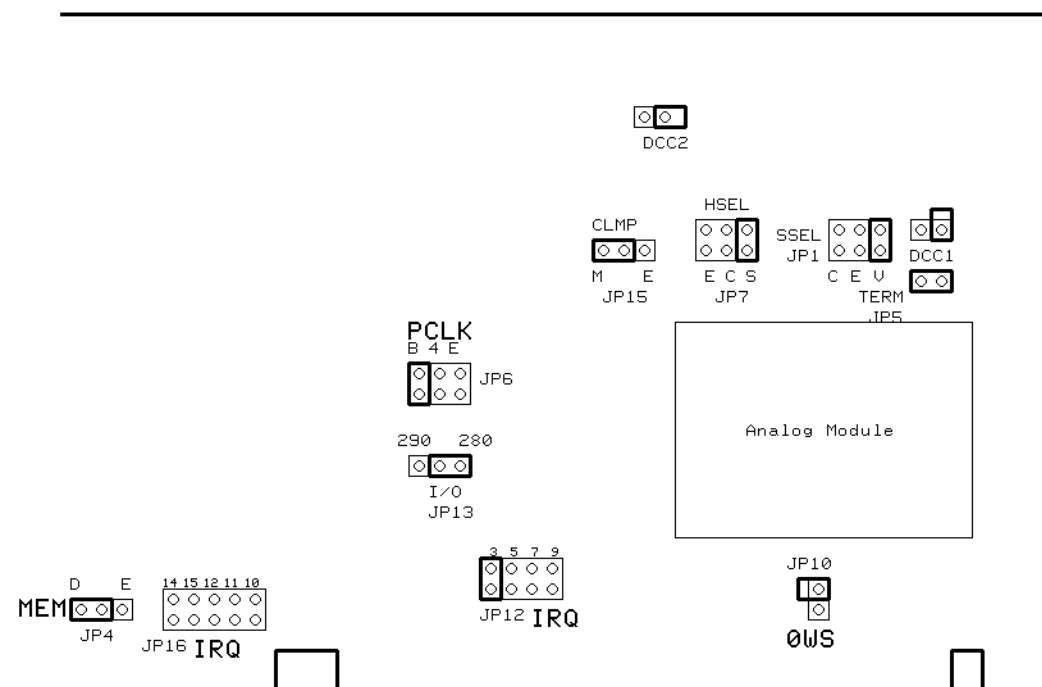 DCC2
HSEL
CLMP
SSEL
JP1
DCC1
M E
E C S
C E V
JP15
JP7
TERM
JP5
PCLK
B 4 E
JP6
Analog Module
290 280
I/O
JP13
3 5 7 9
JP10
D E
14 15 12 11 10
MEM
JP12 IRQ
JP4
JP16 IRQ
0WS